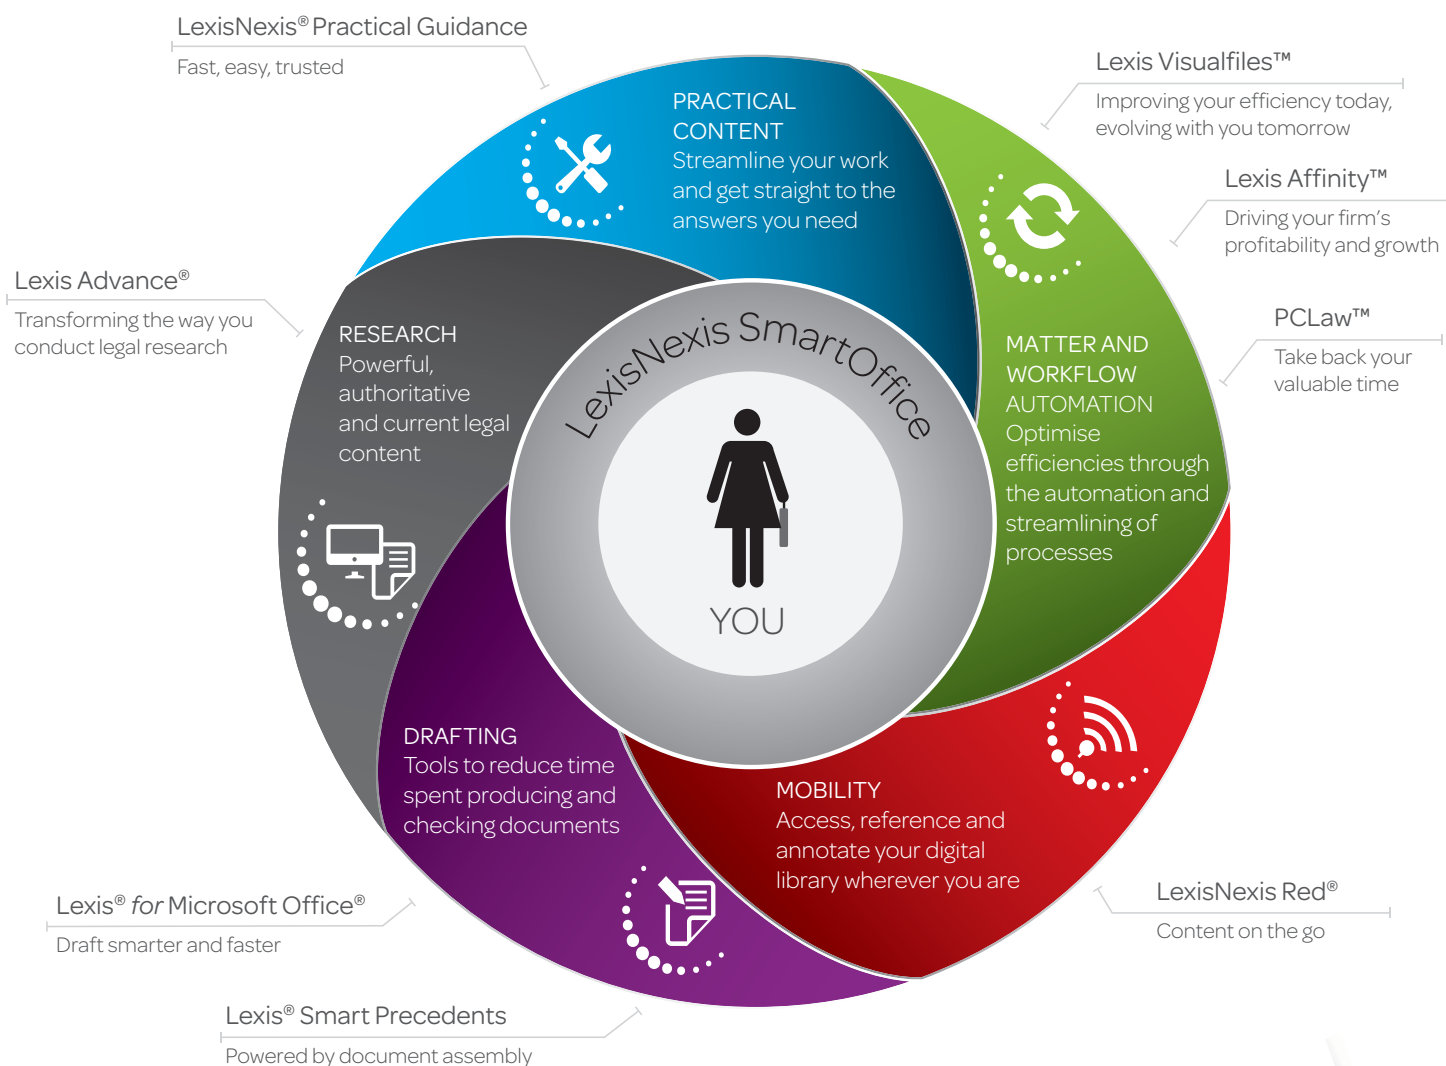 LexisNexis® Practical Guidance
Fast, easy, trusted
Lexis Visualfiles™
Improving your efficiency today,
evolving with you tomorrow
Lexis Affinity™
Driving your firm's
profitability and growth
PCLaw™
Take back your
valuable time
Lexis Advance®
Transforming the way you
conduct legal research
PRACTICAL
CONTENT
Streamline your work
and get straight to the
answers you need
RESEARCH
Powerful,
authoritative
and current legal
content
MATTER AND
WORKFLOW
AUTOMATION
Optimise
efficiencies through
the automation and
streamlining of
processes
LexisNexis SmartOffice
YOU
DRAFTING
Tools to reduce time
spent producing and
checking documents
MOBILITY
Access, reference and
annotate your digital
library wherever you are
Lexis® for Microsoft Office®
Draft smarter and faster
LexisNexis Red®
Content on the go
Lexis® Smart Precedents
Powered by document assembly